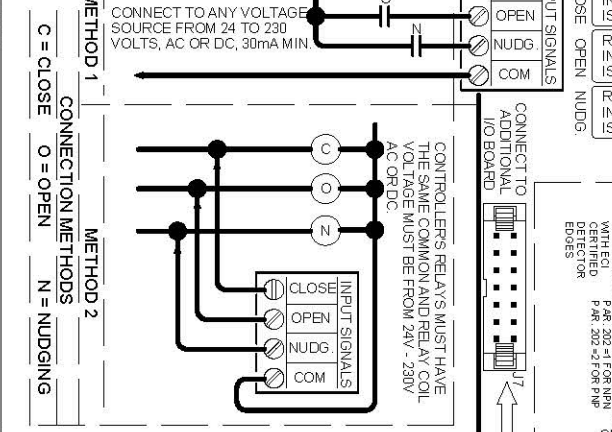 CONNECT TO ANY VOLTAGE
SOURCE FROM 24 TO 230
VOLTS, AC OR DC, 30mA MIN.
N
OPEN
NUDG.
COM
PUT SIGNALS
OPEN NUDG.
METHOD 1
CONNECT TO
ADDITIONAL
I/O BOARD
J7
WITH ECI
CERTIFIED
DETECTOR
EDGES
PAR. 202 =1 FOR NPN
PAR. 202 =2 FOR PNP
C
O
N
CONTROLLER'S RELAYS MUST HAVE
THE SAME COMMON AND RELAY COIL
VOLTAGE MUST BE FROM 24V - 230V
AC OR DC.
CLOSE
OPEN
NUDG.
COM
INPUT SIGNALS
METHOD 2
CONNECTION METHODS
C = CLOSE O = OPEN N = NUDGING